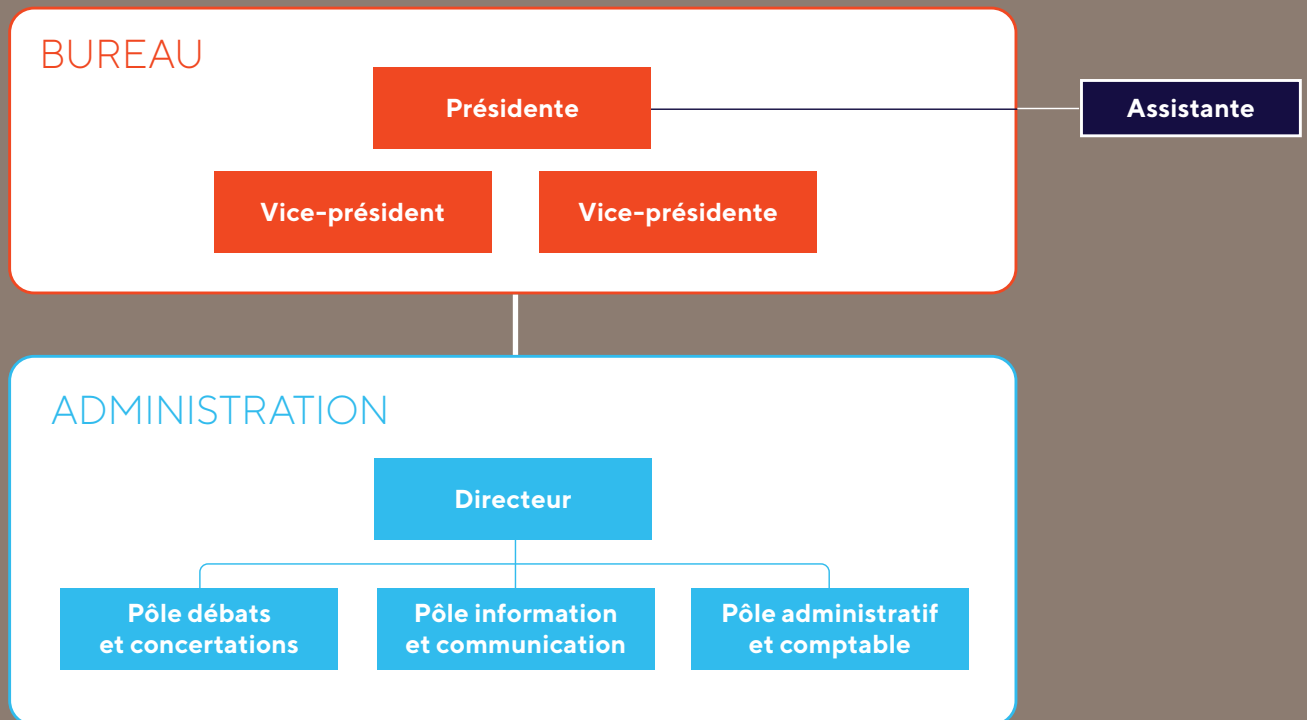 BUREAU
Présidente
Assistante
Vice-président
Vice-présidente
ADMINISTRATION
Directeur
Pôle débats
et concertations
Pôle information
et communication
Pôle administratif
et comptable